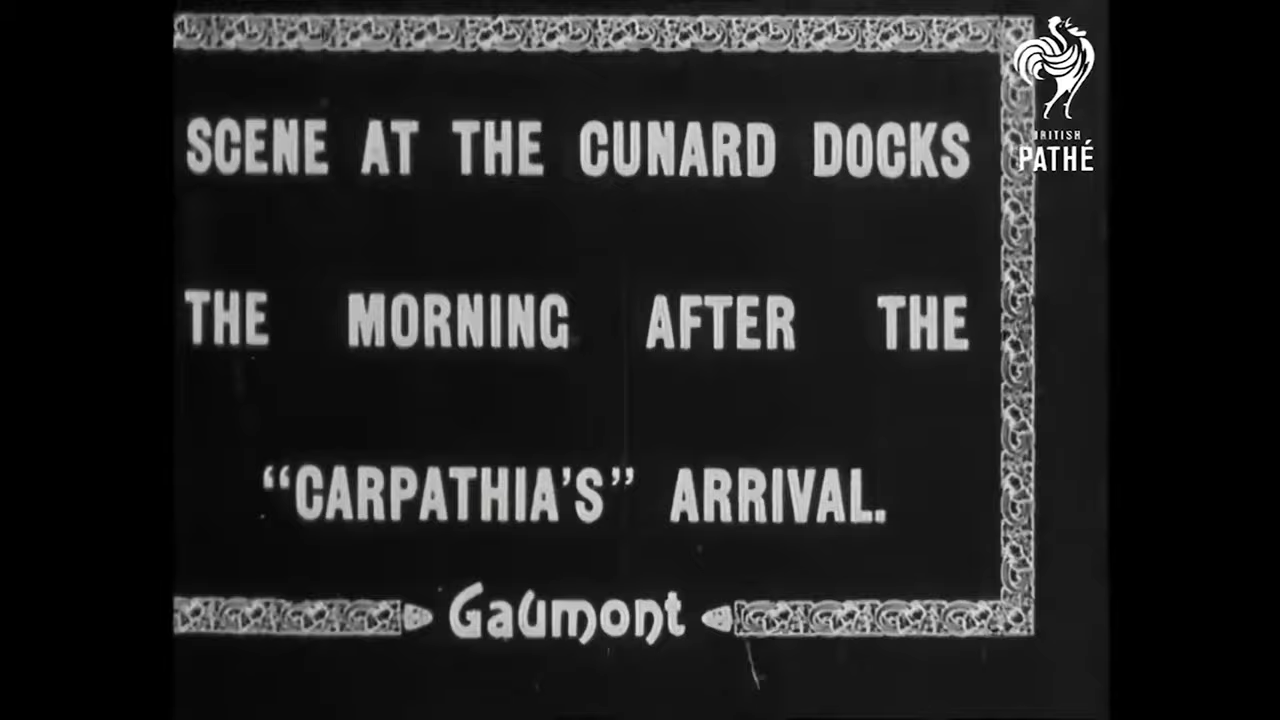 SCENE AT THE CUNARD DOCKS
THE MORNING AFTER THE
“CARPATHIA’S” ARRIVAL.
Gaumont
BRITISH
PATHÉ